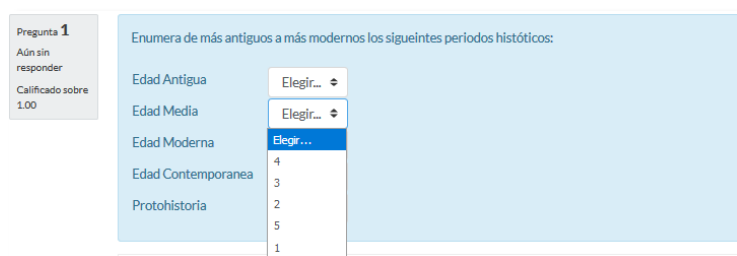 Pregunta 1
Aún sin
responder
Calificado sobre
1.00
Enumera de más antiguos a más modernos los sigueintes periodos históticos:
Edad Antigua
Elegir...
Edad Media
Elegir...
Edad Moderna
Elegir...
4
Edad Contemporanea
3
Protohistoria
2
5
1